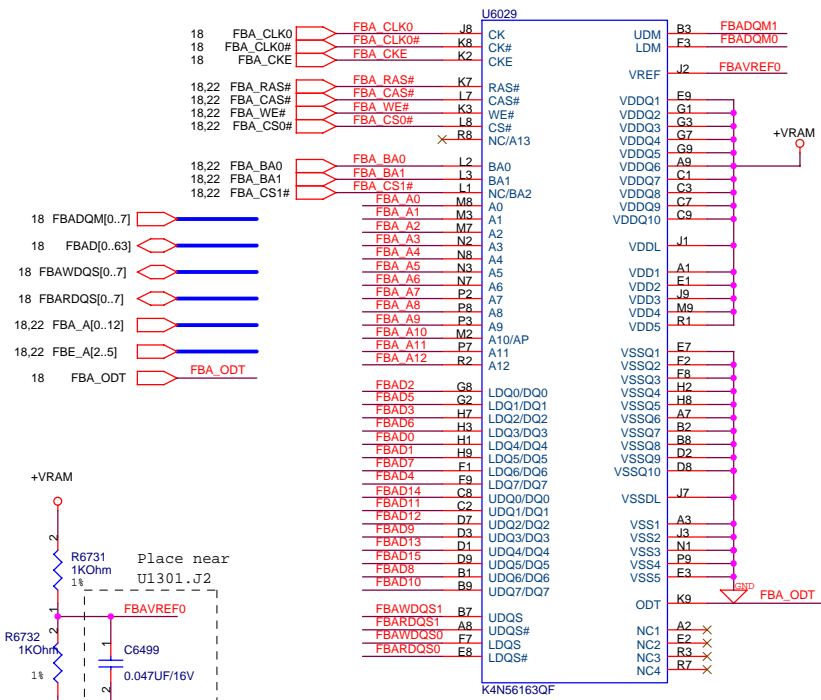 U6029
18 FBA_CLK0 FBA_CLK0 J8 CK
18 FBA_CLK0# FBA_CLK0# K8 CK#
18 FBA_CKE FBA_CKE K2 CKE
18,22 FBA_RAS# FBA_RAS# K7 RAS#
18,22 FBA_CAS# FBA_CAS# L7 CAS#
18,22 FBA_WE# FBA_WE# K3 WE#
18,22 FBA_CS0# FBA_CS0# L8 CS#
R8 NC/A13
18,22 FBA_BA0 FBA_BA0 L2 BA0
18,22 FBA_BA1 FBA_BA1 L3 BA1
18,22 FBA_CS1# FBA_CS1# L1 NC/BA2
FBA_A0 M8 A0
FBA_A1 M3 A1
FBA_A2 M7 A2
FBA_A3 N2 A3
FBA_A4 N8 A4
FBA_A5 N3 A5
FBA_A6 N7 A6
FBA_A7 P2 A7
FBA_A8 P8 A8
FBA_A9 P3 A9
FBA_A10 M2 A10/AP
FBA_A11 P7 A11
FBA_A12 R2 A12
FBAD2 G8 LDQ0/DQ0
FBAD5 G2 LDQ1/DQ1
FBAD3 H7 LDQ2/DQ2
FBAD6 H3 LDQ3/DQ3
FBAD0 H1 LDQ4/DQ4
FBAD1 H9 LDQ5/DQ5
FBAD7 F1 LDQ6/DQ6
FBAD4 F9 LDQ7/DQ7
FBAD14 C8 UDQ0/DQ0
FBAD11 C2 UDQ1/DQ1
FBAD12 D7 UDQ2/DQ2
FBAD9 D3 UDQ3/DQ3
FBAD13 D1 UDQ4/DQ4
FBAD15 D9 UDQ5/DQ5
FBAD8 B1 UDQ6/DQ6
FBAD10 B9 UDQ7/DQ7
FBAWDQS1 B7 UDQS
FBARDQS1 A8 UDQS#
FBAWDQS0 F7 LDQS
FBARDQS0 E8 LDQS#
K4N56163QF
UDM B3 FBADQM1
LDM F3 FBADQM0
VREF J2 FBAVREF0
VDDQ1 E9
VDDQ2 G1
VDDQ3 G3
VDDQ4 G7
VDDQ5 G9
VDDQ6 A9
VDDQ7 C1
VDDQ8 C3
VDDQ9 C7
VDDQ10 C9
+VRAM
VDDL J1
VDD1 A1
VDD2 E1
VDD3 J9
VDD4 M9
VDD5 R1
VSSQ1 E7
VSSQ2 F2
VSSQ3 F8
VSSQ4 H2
VSSQ5 H8
VSSQ6 A7
VSSQ7 B2
VSSQ8 B8
VSSQ9 D2
VSSQ10 D8
VSSDL J7
VSS1 A3
VSS2 J3
VSS3 N1
VSS4 P9
VSS5 E3
GND
ODT K9 FBA_ODT
NC1 A2
NC2 E2
NC3 R3
NC4 R7
18 FBADQM[0..7]
18 FBAD[0..63]
18 FBAWDQS[0..7]
18 FBARDQS[0..7]
18,22 FBA_A[0..12]
18,22 FBE_A[2..5]
18 FBA_ODT FBA_ODT
+VRAM
2
R6731
1KOhm
1%
1
Place near
U1301.J2
FBAVREF0
2
R6732
1KOhm
1%
1
C6499
0.047UF/16V
2